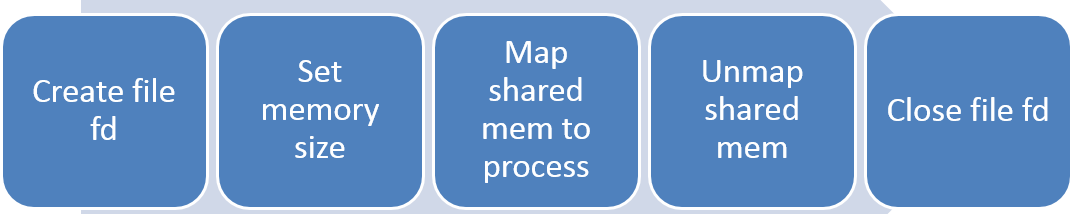 Create file
fd
Set
memory
size
Map
shared
mem to
process
Unmap
shared
mem
Close file fd